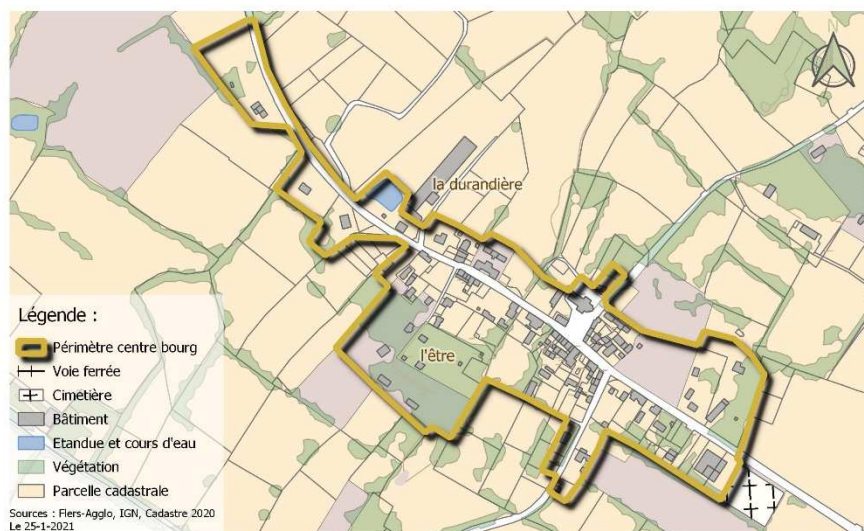 N
la durandière
l'être
Légende :
Périmètre centre bourg
Voie ferrée
Cimetière
Bâtiment
Etandue et cours d'eau
Végétation
Parcelle cadastrale
Sources : Flers-Agglo, IGN, Cadastre 2020
Le 25-1-2021